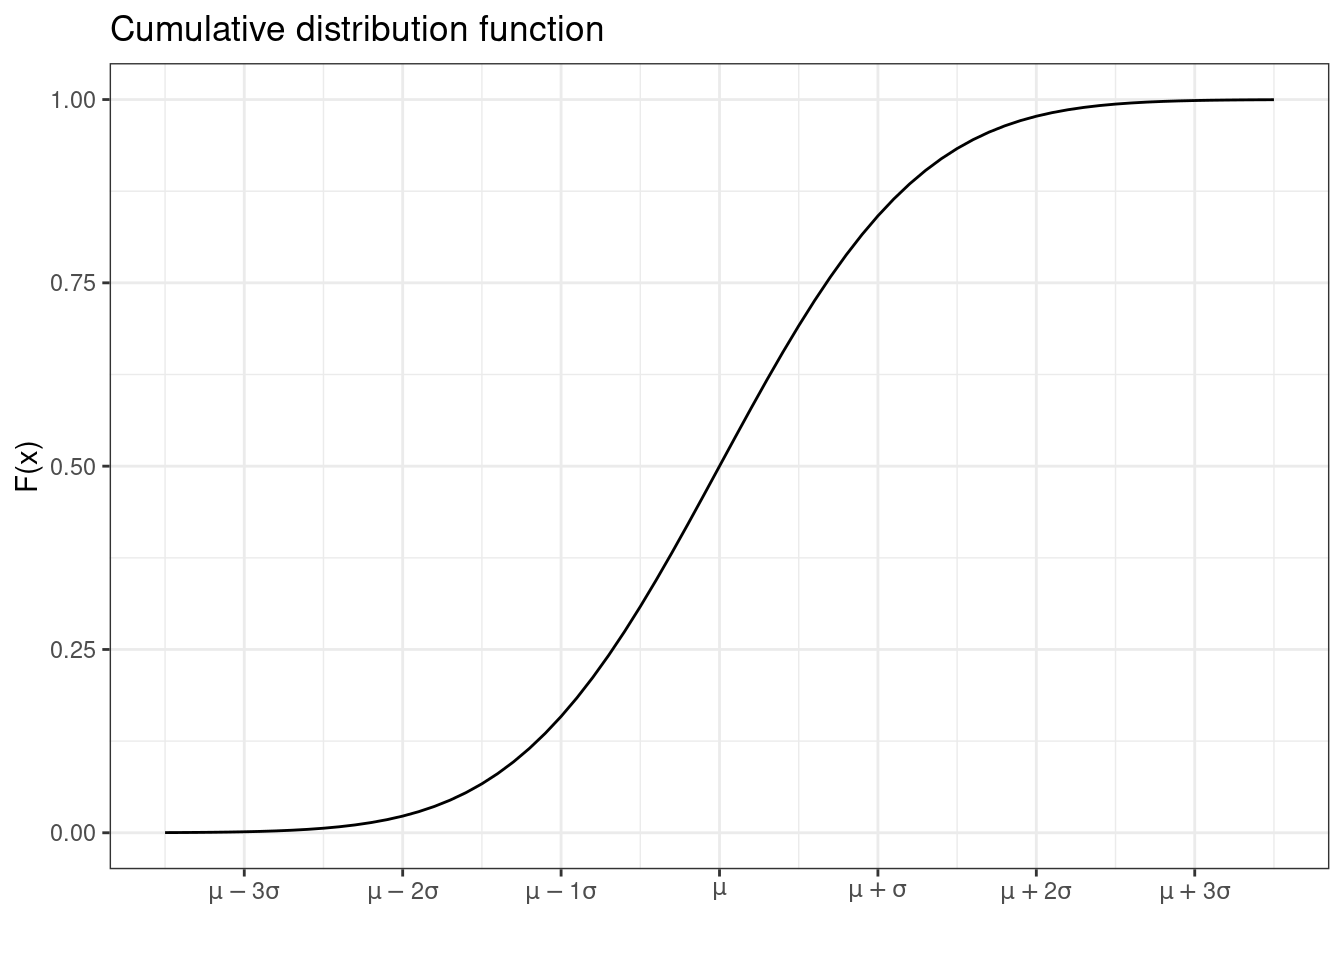 Cumulative distribution function
1.00
0.75
0.50
0.25
0.00
F(x)
μ − 3σ
μ − 2σ
μ − 1σ
μ
μ + σ
μ + 2σ
μ + 3σ